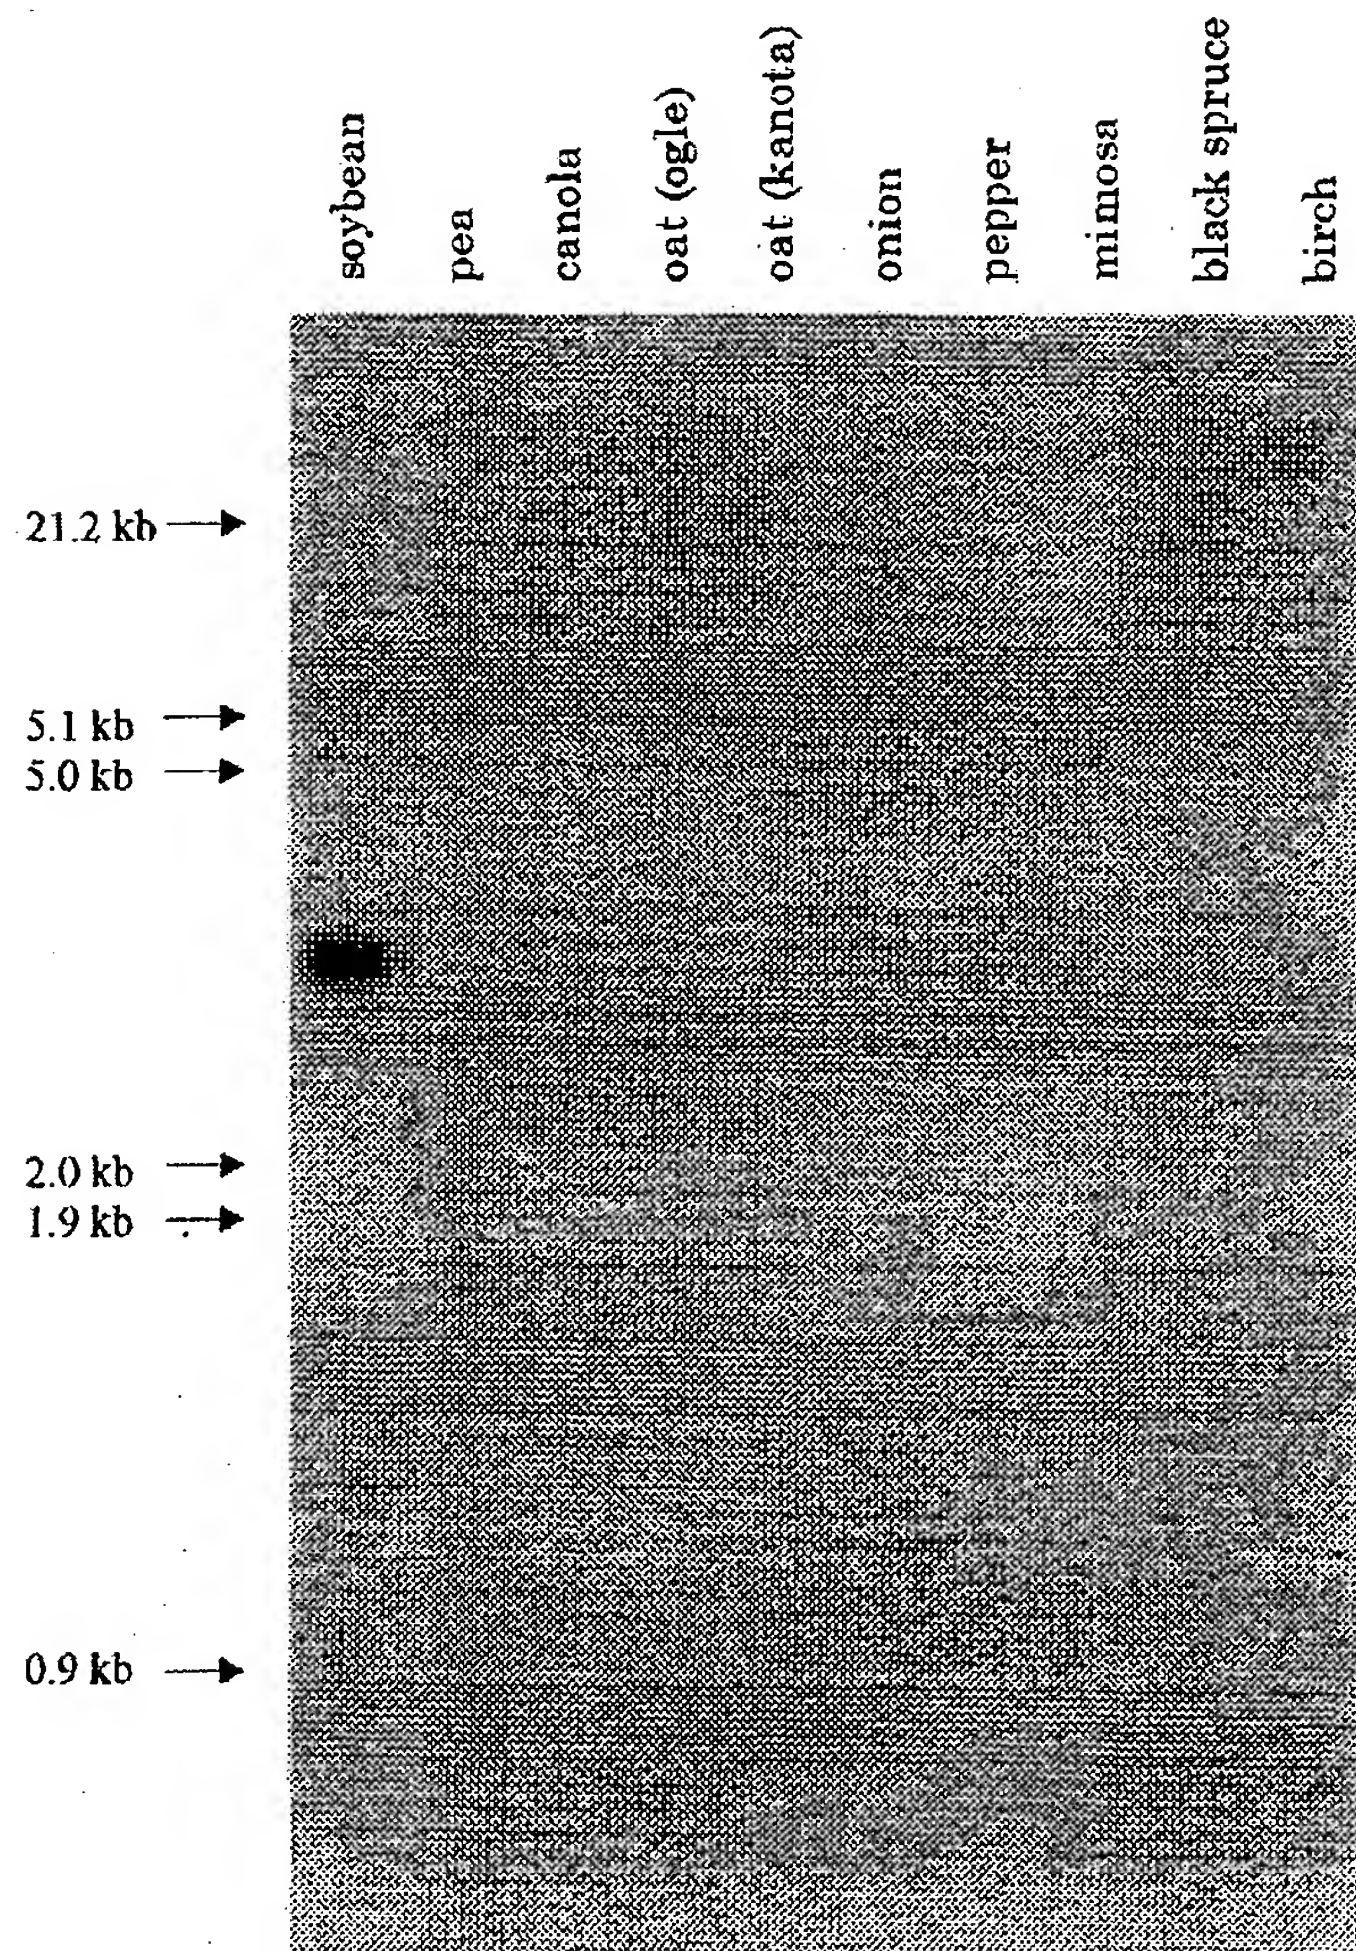 soybean
pea
canola
oat (ogle)
oat (kanota)
onion
pepper
mimosa
black spruce
birch
21.2 kb
5.1 kb
5.0 kb
2.0 kb
1.9 kb
0.9 kb